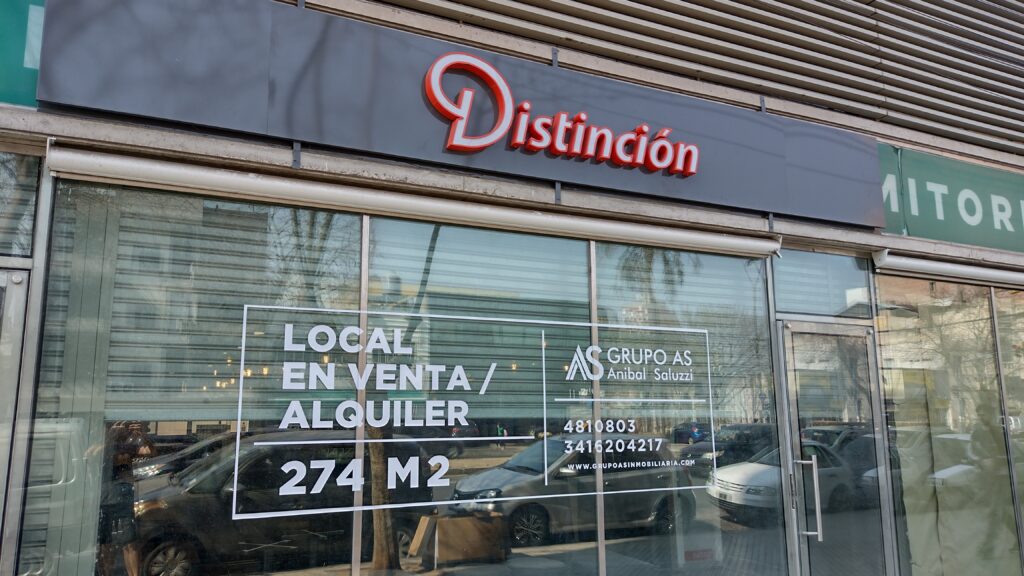 Distinción
MITORI
LOCAL
EN VENTA /
ALQUILER
274 M2
AS GRUPO AS
Anibal Saluzzi
4810803
3416204217
WWW.GRUPOASINMOBILIARIA.COM